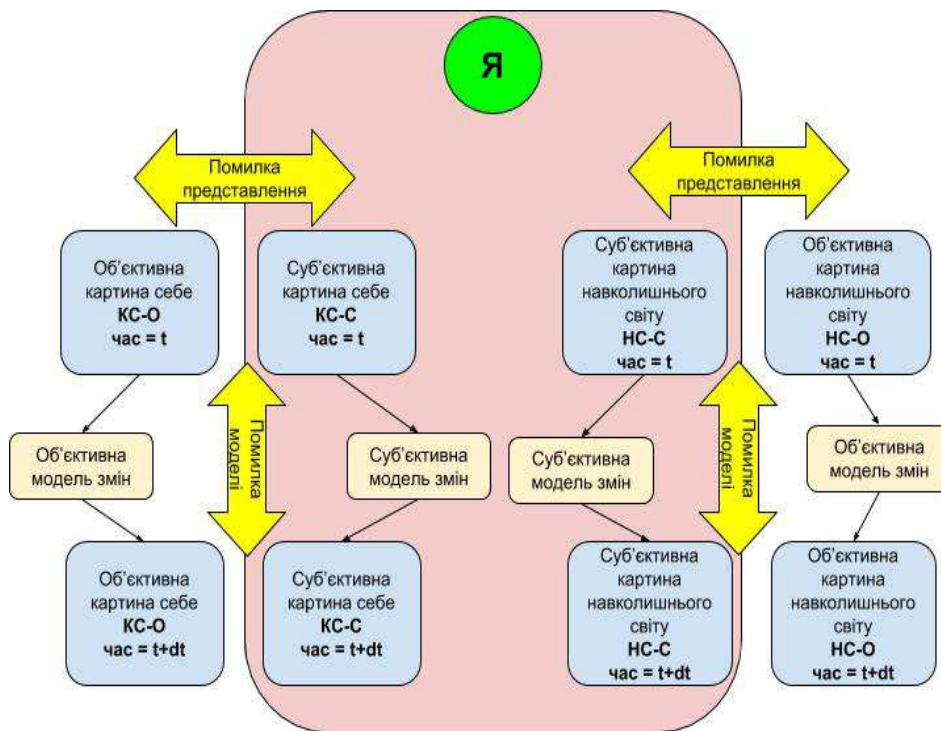 Я
Помилка
представлення
Помилка
представлення
Об’єктивна
картина себе
КС-О
час = t
Суб’єктивна
картина себе
КС-С
час = t
Суб’єктивна
картина
навколишнього
світу
НС-С
час = t
Об’єктивна
картина
навколишнього
світу
НС-О
час = t
Об’єктивна
модель змін
Помилка
моделі
Суб’єктивна
модель змін
Суб’єктивна
модель змін
Помилка
моделі
Об’єктивна
модель змін
Об’єктивна
картина себе
КС-О
час = t+dt
Суб’єктивна
картина себе
КС-С
час = t+dt
Суб’єктивна
картина
навколишнього
світу
НС-С
час = t+dt
Об’єктивна
картина
навколишнього
світу
НС-О
час = t+dt